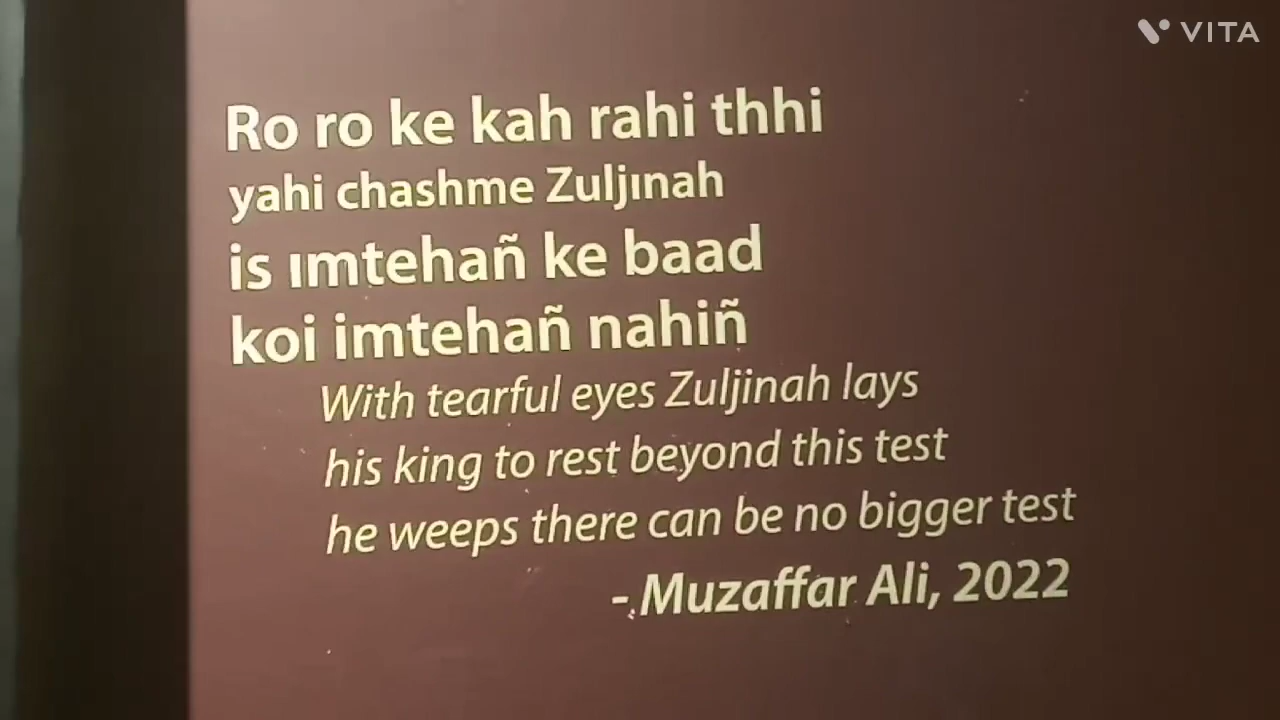 VITA
Ro ro ke kah rahi thhi
yahi chashme Zuljınah
is ımtehañ ke baad
koi imtehañ nahiñ
With tearful eyes Zuljinah lays
his king to rest beyond this test
he weeps there can be no bigger test
- Muzaffar Ali, 2022